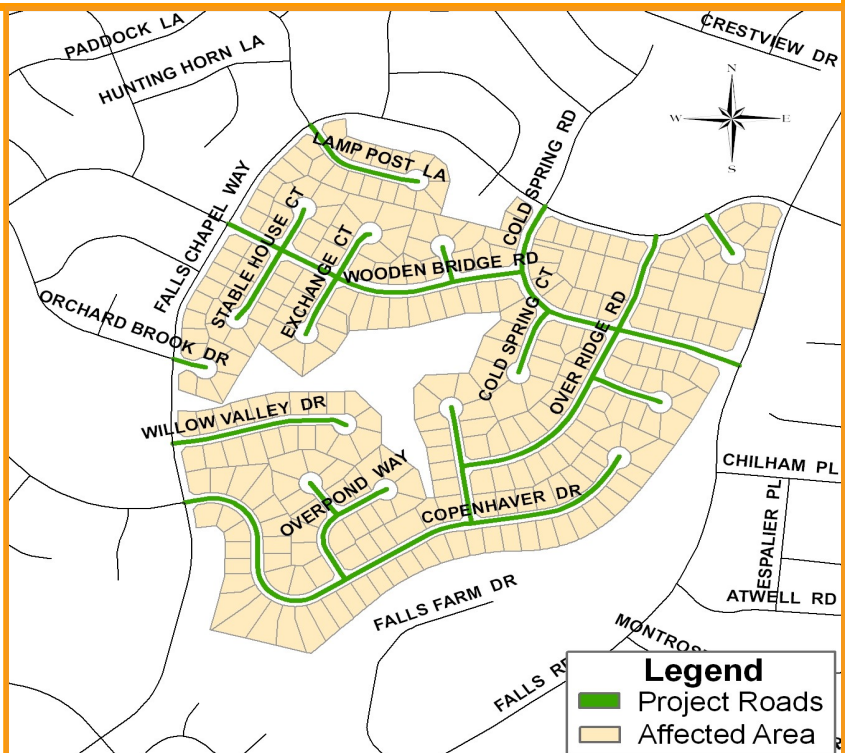 CRESTVIEW DR
PADDOCK LA
HUNTING HORN LA
N
W E
S
LAMP POST LA
COLD SPRING RD
FALLS CHAPEL WAY
STABLE HOUSE CT
EXCHANGE CT
WOODEN BRIDGE RD
COLD SPRING CT
OVER RIDGE RD
ORCHARD BROOK DR
WILLOW VALLEY DR
OVERPOND WAY
COPENHAVER DR
CHILHAM PL
ESPALIER PL
ATWELL RD
FALLS FARM DR
FALLS RD
Legend
Project Roads
Affected Area